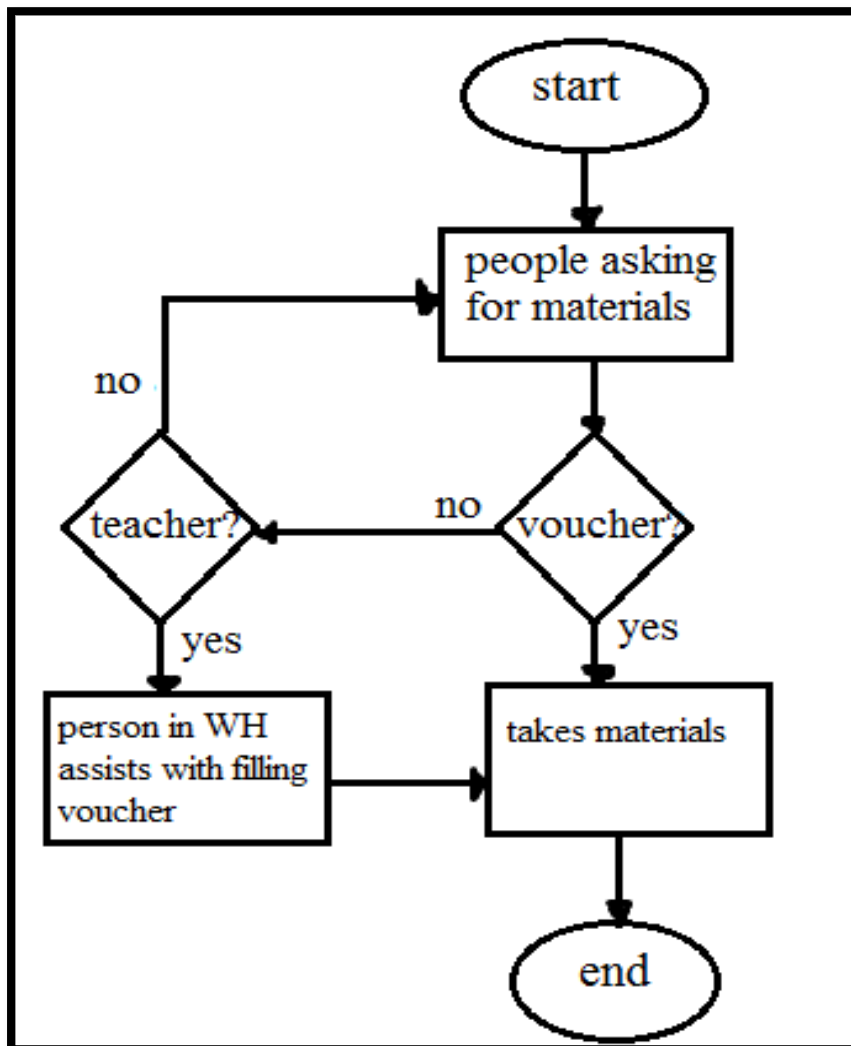 start
people asking
for materials
no
teacher?
no
voucher?
yes
yes
person in WH
assists with filling
voucher
takes materials
end